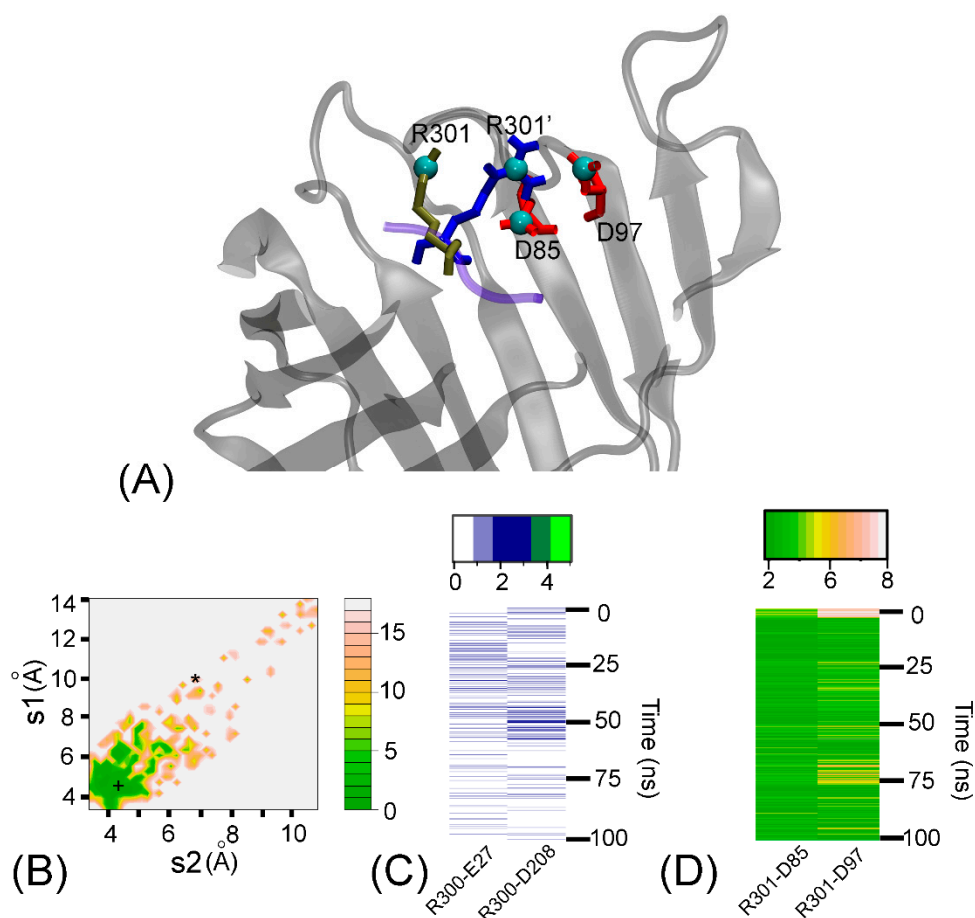 R301
R301’
D85
D97
(A)
0 2 4
2 4 6 8
14
12
10
8
6
4
s1(Å)
*
+
4 6 8 10
s2(Å)
15
10
5
0
(B)
0
25
50
75
100
Time (ns)
R300-E27
R300-D208
(C)
0
25
50
75
100
Time (ns)
R301-D85
R301-D97
(D)